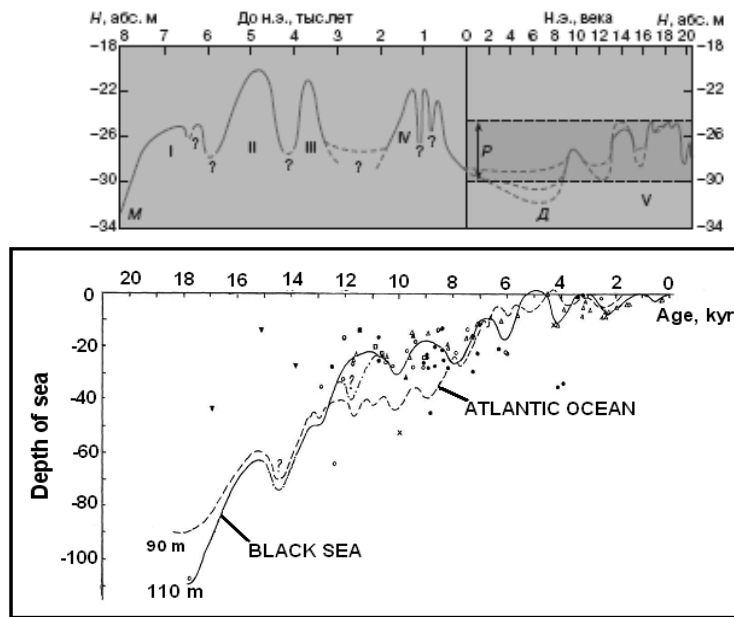 H, абс. м До н.э., тыс.лет Н.э., века H, абс. м
8 7 6 5 4 3 2 1 0 2 4 6 8 10 12 14 16 18 20
–18 –18
–22 –22
–26 –26
–30 –30
–34 –34
I ? ? II ? III ? IV ? ? P
М Д V
20 18 16 14 12 10 8 6 4 2 0
0
Age, kyr
-20
-40
ATLANTIC OCEAN
-60
?
?
-80
Depth of sea
90 m
BLACK SEA
-100
110 m